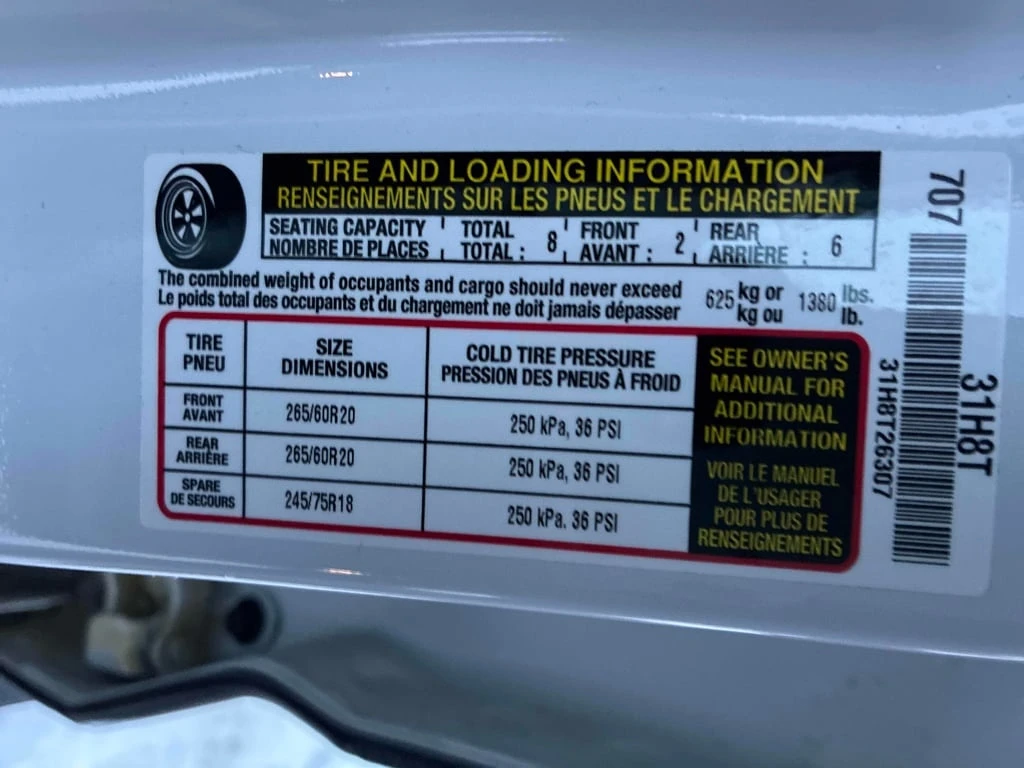 TIRE AND LOADING INFORMATION
RENSEIGNEMENTS SUR LES PNEUS ET LE CHARGEMENT
SEATING CAPACITY TOTAL FRONT REAR
NOMBRE DE PLACES TOTAL : 8 AVANT : 2 ARRIÈRE : 6
The combined weight of occupants and cargo should never exceed 625 kg or 1380 lbs.
Le poids total des occupants et du chargement ne doit jamais dépasser kg ou lb.
TIRE SIZE COLD TIRE PRESSURE
PNEU DIMENSIONS PRESSION DES PNEUS À FROID
FRONT
AVANT 265/60R20 250 kPa, 36 PSI
REAR
ARRIÈRE 265/60R20 250 kPa, 36 PSI
SPARE
DE SECOURS 245/75R18 250 kPa. 36 PSI
SEE OWNER'S
MANUAL FOR
ADDITIONAL
INFORMATION
VOIR LE MANUEL
DE L'USAGER
POUR PLUS DE
RENSEIGNEMENTS
707
31H8T
31H8T26307